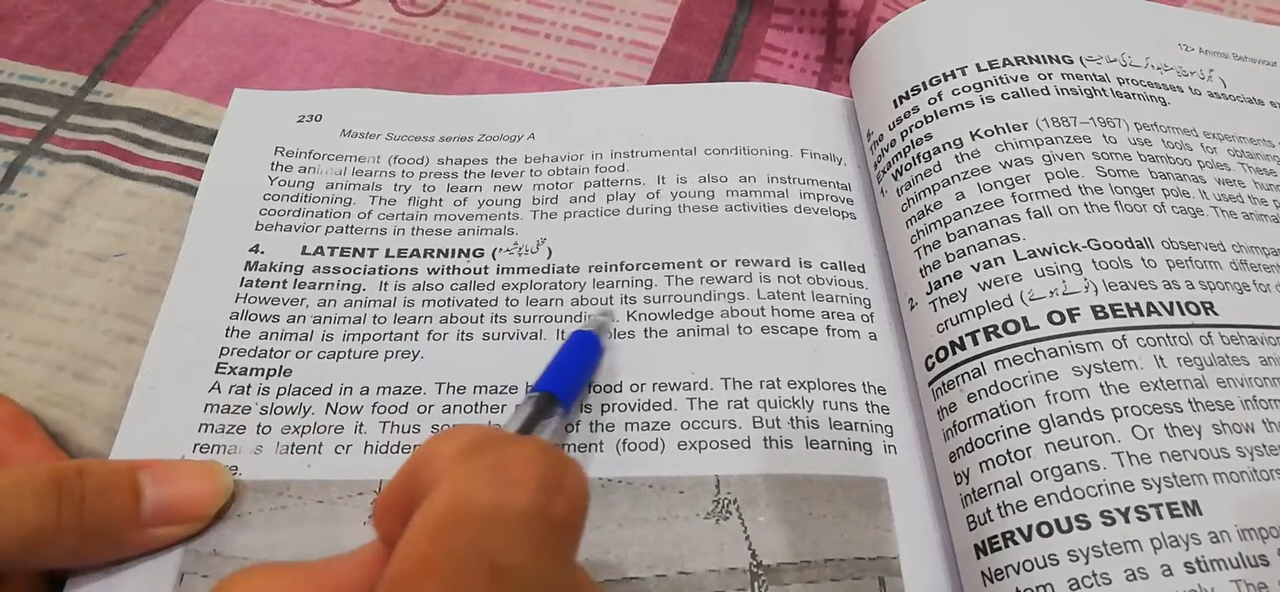 230
Master Success series Zoology A
Reinforcement (food) shapes the behavior in instrumental conditioning. Finally,
the animal learns to press the lever to obtain food.
Young animals try to learn new motor patterns. It is also an instrumental
conditioning. The flight of young bird and play of young mammal improve
coordination of certain movements. The practice during these activities develops
behavior patterns in these animals.
4. LATENT LEARNING (مخفی یا پوشیدہ)
Making associations without immediate reinforcement or reward is called
latent learning. It is also called exploratory learning. The reward is not obvious.
However, an animal is motivated to learn about its surroundings. Latent learning
allows an animal to learn about its surroundin . Knowledge about home area of
the animal is important for its survival. It les the animal to escape from a
predator or capture prey.
Example
A rat is placed in a maze. The maze food or reward. The rat explores the
maze slowly. Now food or another is provided. The rat quickly runs the
maze to explore it. Thus of the maze occurs. But this learning
remains latent or hidden ment (food) exposed this learning in
12> Animal Behaviour
INSIGHT LEARNING
The uses of cognitive or mental processes to associate
solve problems is called insight learning.
Examples
1. Wolfgang Kohler (1887–1967) performed experiments
trained the chimpanzee to use tools for obtaining
chimpanzee was given some bamboo poles. These
make a longer pole. Some bananas were hun
chimpanzee formed the longer pole. It used the p
The bananas fall on the floor of cage. The anima
the bananas.
2. Jane van Lawick-Goodall observed chimpa
They were using tools to perform differen
crumpled (ٹوٹے ہوئے) leaves as a sponge for d
CONTROL OF BEHAVIOR
Internal mechanism of control of behavior
the endocrine system. It regulates ani
information from the external environm
endocrine glands process these inform
by motor neuron. Or they show th
internal organs. The nervous syste
But the endocrine system monitors
NERVOUS SYSTEM
Nervous system plays an impo
tem acts as a stimulus
The